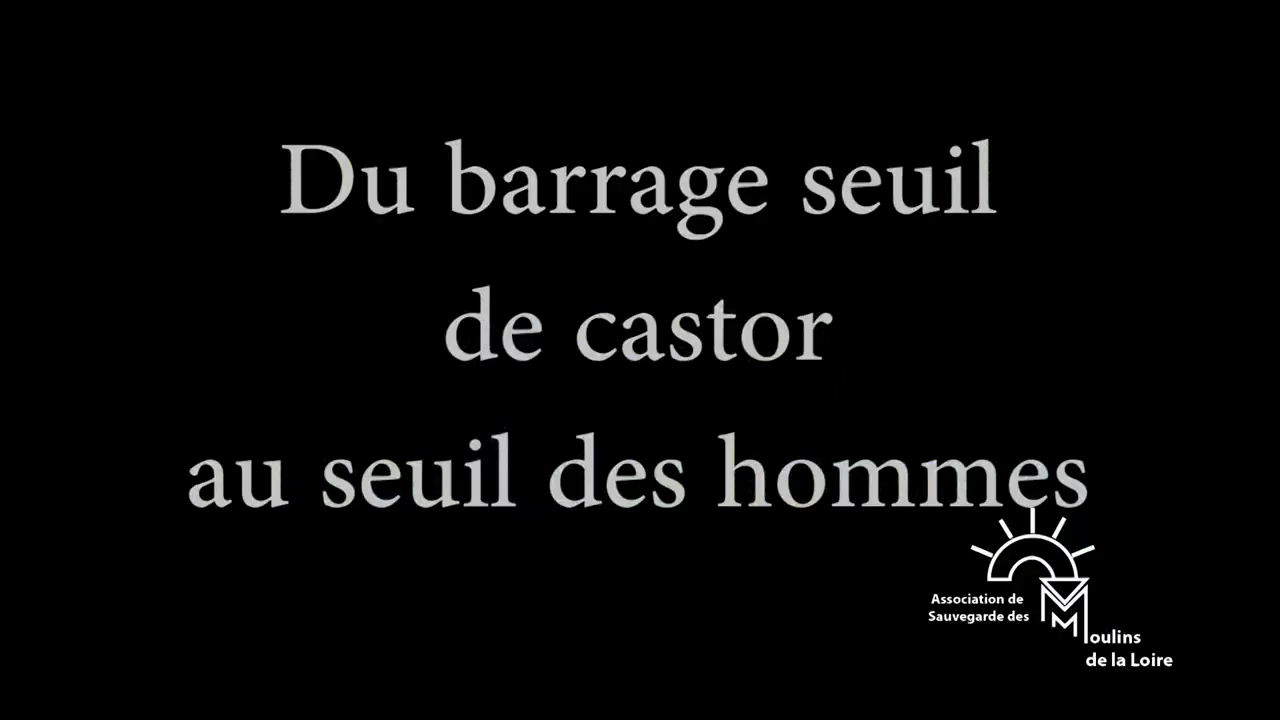 Du barrage seuil
de castor
au seuil des hommes
Association de
Sauvegarde des
Moulins
de la Loire